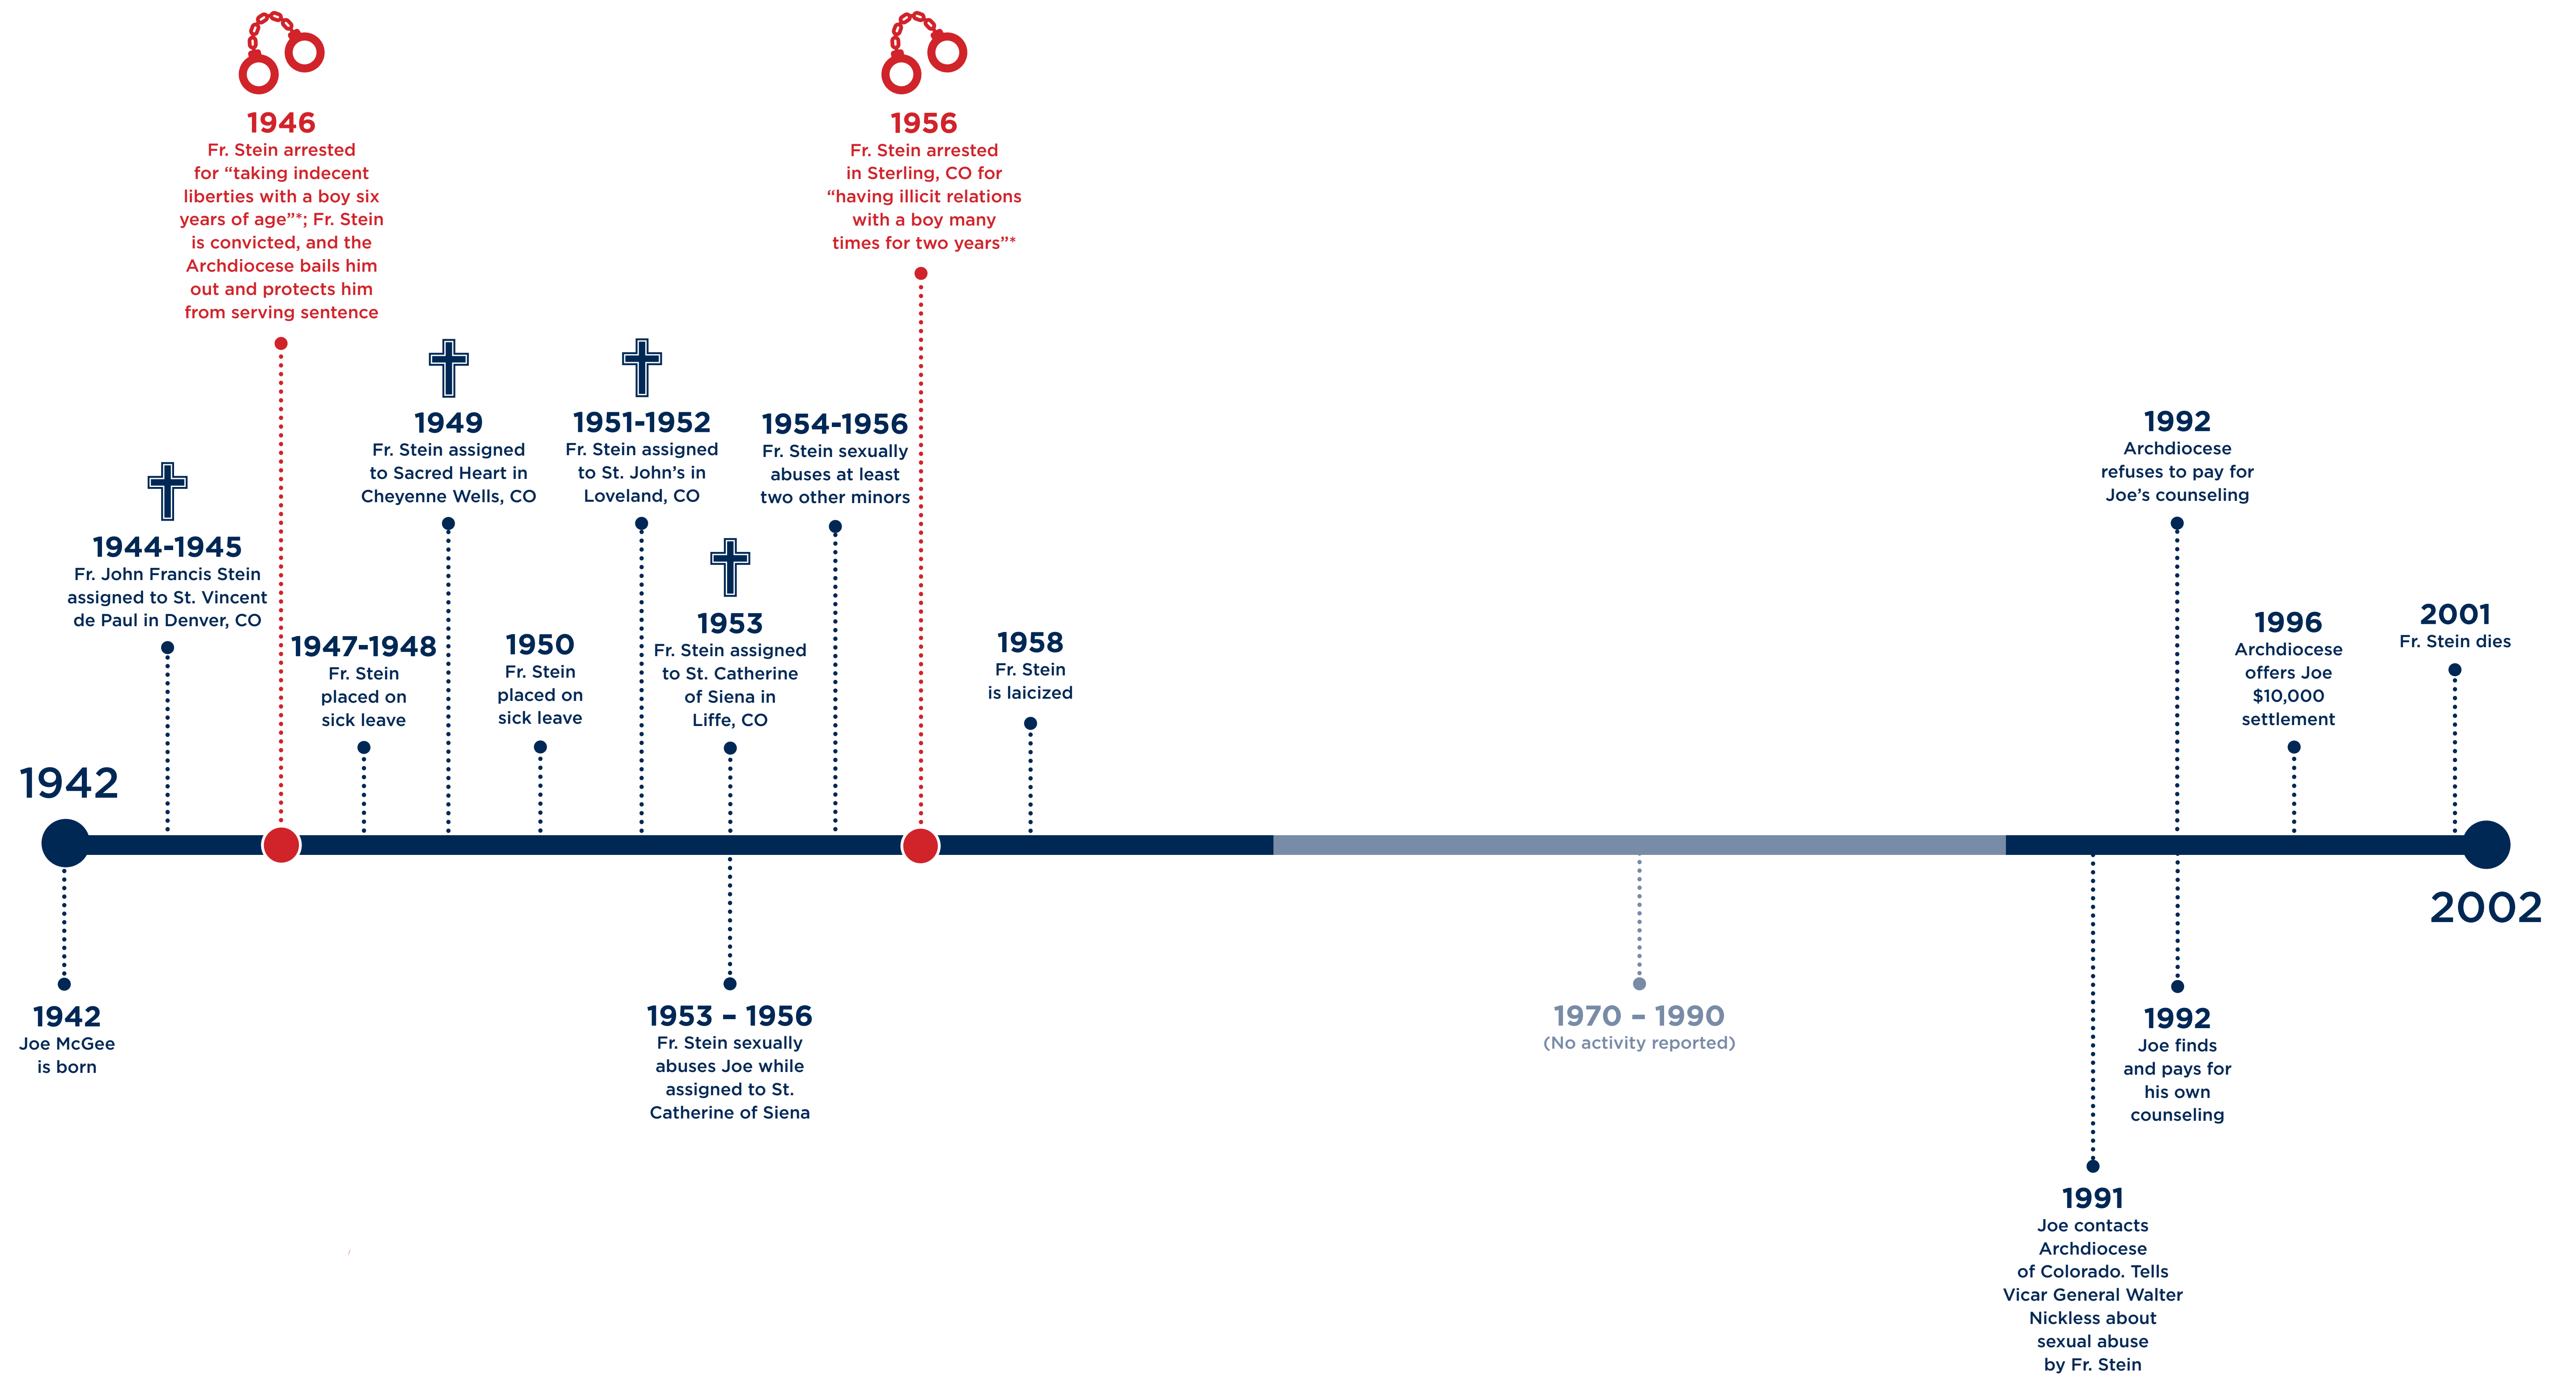 1946
Fr. Stein arrested
for “taking indecent
liberties with a boy six
years of age”*; Fr. Stein
is convicted, and the
Archdiocese bails him
out and protects him
from serving sentence
1956
Fr. Stein arrested
in Sterling, CO for
“having illicit relations
with a boy many
times for two years”*
1944-1945
Fr. John Francis Stein
assigned to St. Vincent
de Paul in Denver, CO
1947-1948
Fr. Stein
placed on
sick leave
1949
Fr. Stein assigned
to Sacred Heart in
Cheyenne Wells, CO
1950
Fr. Stein
placed on
sick leave
1951-1952
Fr. Stein assigned
to St. John’s in
Loveland, CO
1953
Fr. Stein assigned
to St. Catherine
of Siena in
Liffe, CO
1954-1956
Fr. Stein sexually
abuses at least
two other minors
1958
Fr. Stein
is laicized
1992
Archdiocese
refuses to pay for
Joe’s counseling
1996
Archdiocese
offers Joe
$10,000
settlement
2001
Fr. Stein dies
1942
2002
1942
Joe McGee
is born
1953 – 1956
Fr. Stein sexually
abuses Joe while
assigned to St.
Catherine of Siena
1970 – 1990
(No activity reported)
1991
Joe contacts
Archdiocese
of Colorado. Tells
Vicar General Walter
Nickless about
sexual abuse
by Fr. Stein
1992
Joe finds
and pays for
his own
counseling